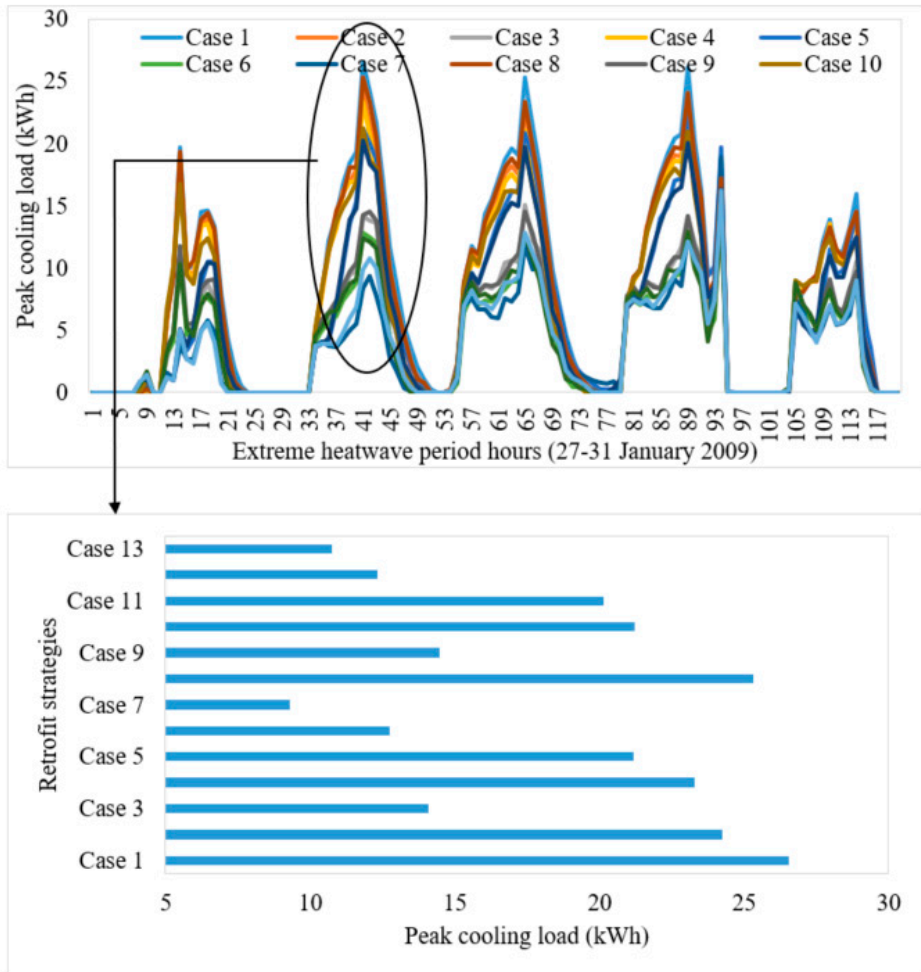 30
25
20
15
10
5
0
Peak cooling load (kWh)
Case 1 Case 2 Case 3 Case 4 Case 5
Case 6 Case 7 Case 8 Case 9 Case 10
1 5 9 13 17 21 25 29 33 37 41 45 49 53 57 61 65 69 73 77 81 85 89 93 97 101 105 109 113 117
Extreme heatwave period hours (27-31 January 2009)
Retrofit strategies
Case 13
Case 11
Case 9
Case 7
Case 5
Case 3
Case 1
5 10 15 20 25 30
Peak cooling load (kWh)